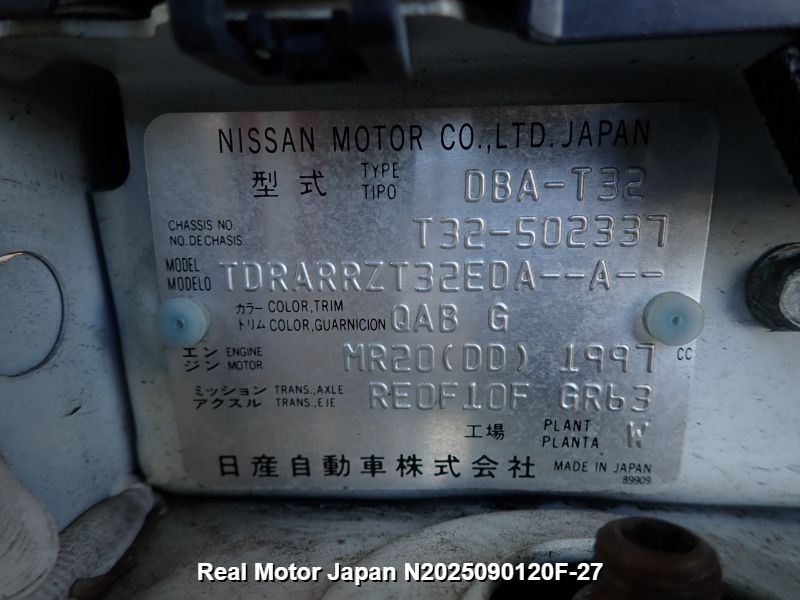 NISSAN MOTOR CO.,LTD.JAPAN
型式 TYPE TIPO DBA-T32
CHASSIS NO. NO.DE CHASIS T32-502337
MODEL MODELO TDRARRZT32EDA--A--
カラー COLOR,TRIM
トリム COLOR,GUARNICION QAB G
エンジン ENGINE MOTOR MR20(DD) 1997 CC
ミッション TRANS.,AXLE
アクスル TRANS.,EJE RE0F10F GR63
工場 PLANT PLANTA W
日産自動車株式会社 MADE IN JAPAN
89909
Real Motor Japan N2025090120F-27